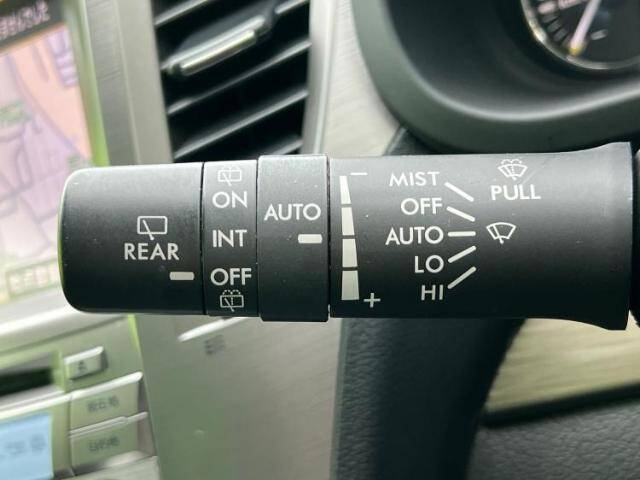 REAR
ON
INT
OFF
AUTO
−
+
MIST
OFF
AUTO
LO
HI
PULL